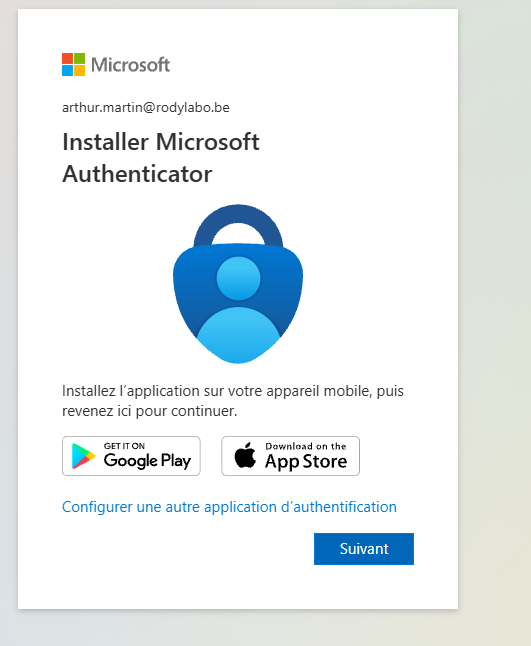 Microsoft
arthur.martin@rodylabo.be
Installer Microsoft
Authenticator
Installez l’application sur votre appareil mobile, puis
revenez ici pour continuer.
GET IT ON
Google Play
Download on the
App Store
Configurer une autre application d’authentification
Suivant